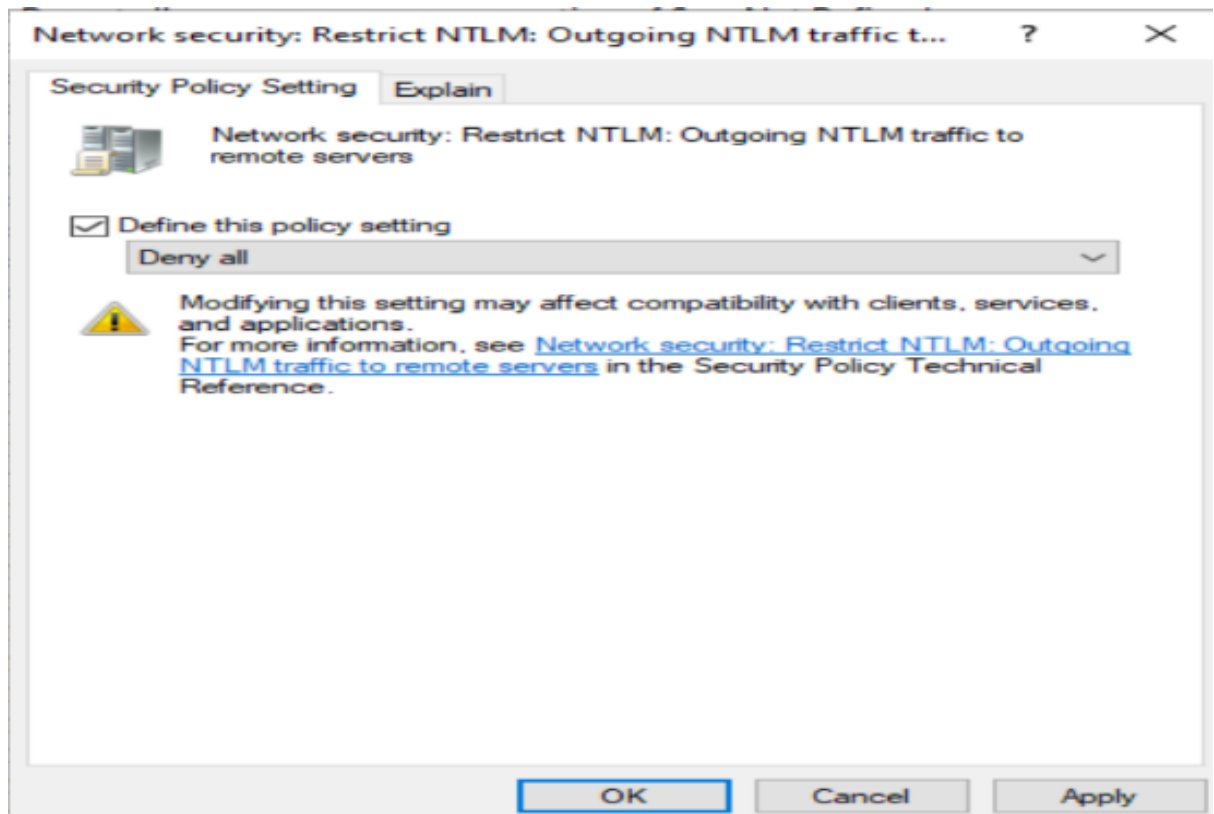 Network security: Restrict NTLM: Outgoing NTLM traffic t...
Security Policy Setting
Explain
Network security: Restrict NTLM: Outgoing NTLM traffic to
remote servers
Define this policy setting
Deny all
Modifying this setting may affect compatibility with clients, services,
and applications.
For more information, see Network security: Restrict NTLM: Outgoing
NTLM traffic to remote servers in the Security Policy Technical
Reference.
OK
Cancel
Apply